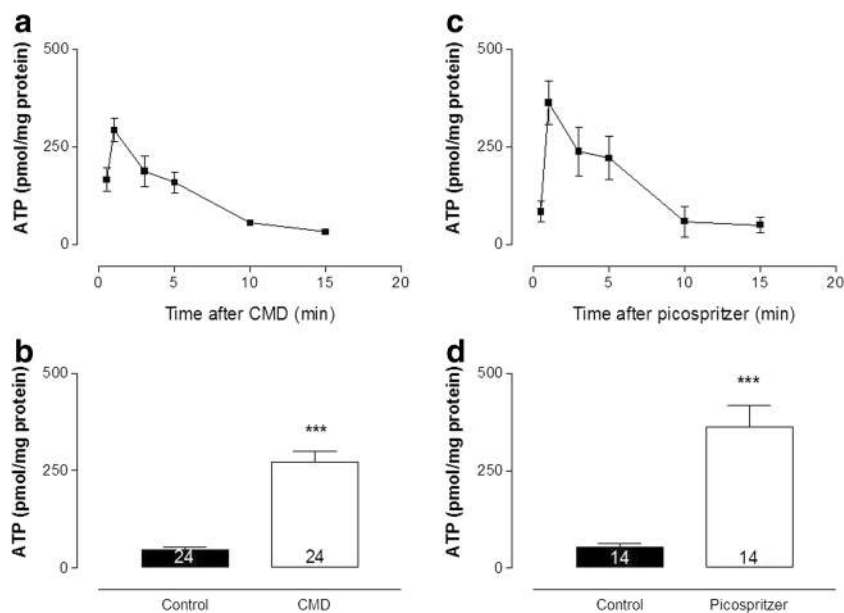 a
ATP (pmol/mg protein)
500
250
0
0 5 10 15 20
Time after CMD (min)
c
ATP (pmol/mg protein)
500
250
0
0 5 10 15 20
Time after picospritzer (min)
b
ATP (pmol/mg protein)
500
250
0
***
24 24
Control CMD
d
ATP (pmol/mg protein)
500
250
0
***
14 14
Control Picospritzer